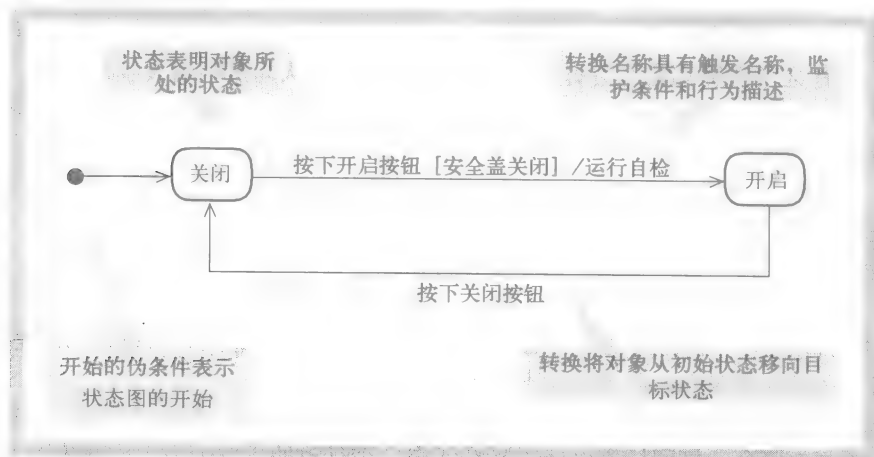 状态表明对象所
处的状态
转换名称具有触发名称，监
护条件和行为描述
关闭
按下开启按钮 [安全盖关闭] /运行自检
开启
按下关闭按钮
开始的伪条件表示
状态图的开始
转换将对象从初始状态移向目
标状态